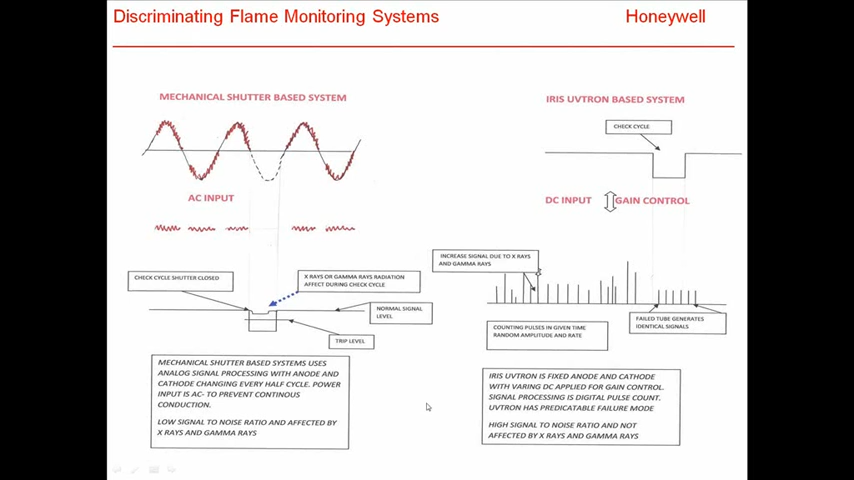 Discriminating Flame Monitoring Systems
Honeywell
MECHANICAL SHUTTER BASED SYSTEM
IRIS UVTRON BASED SYSTEM
CHECK CYCLE
AC INPUT
DC INPUT
GAIN CONTROL
INCREASE SIGNAL DUE TO X RAYS
AND GAMMA RAYS
CHECK CYCLE SHUTTER CLOSED
X RAYS OR GAMMA RAYS RADIATION
AFFECT DURING CHECK CYCLE
NORMAL SIGNAL
LEVEL
TRIP LEVEL
COUNTING PULSES IN GIVEN TIME
RANDOM AMPLITUDE AND RATE
FAILED TUBE GENERATES
IDENTICAL SIGNALS
MECHANICAL SHUTTER BASED SYSTEMS USES
ANALOG SIGNAL PROCESSING WITH ANODE AND
CATHODE CHANGING EVERY HALF CYCLE. POWER
INPUT IS AC- TO PREVENT CONTINOUS
CONDUCTION.
LOW SIGNAL TO NOISE RATIO AND AFFECTED BY
X RAYS AND GAMMA RAYS
IRIS UVTRON IS FIXED ANODE AND CATHODE
WITH VARING DC APPLIED FOR GAIN CONTROL.
SIGNAL PROCESSING IS DIGITAL PULSE COUNT.
UVTRON HAS PREDICATABLE FAILURE MODE
HIGH SIGNAL TO NOISE RATIO AND NOT
AFFECTED BY X RAYS AND GAMMA RAYS